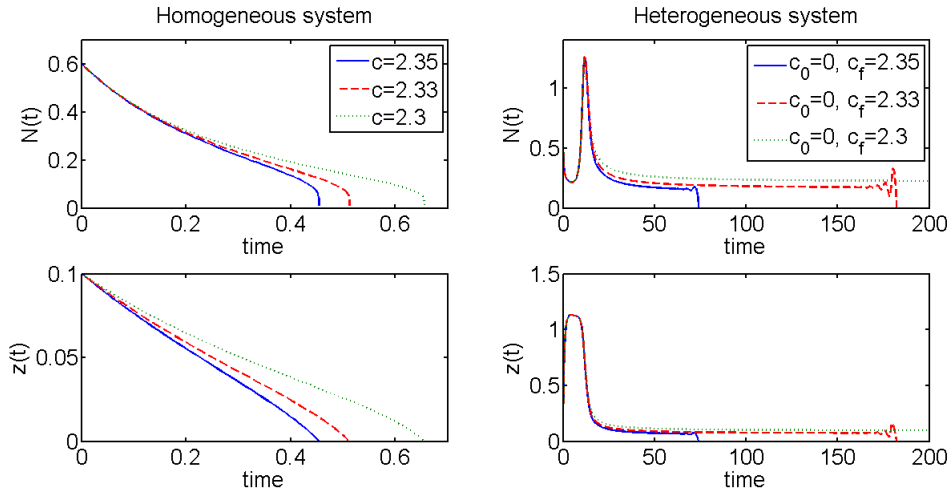 Homogeneous system
N(t)
0.6
0.4
0.2
0
0
0.2
0.4
0.6
time
c=2.35
c=2.33
c=2.3
Heterogeneous system
N(t)
1
0.5
0
0
50
100
150
200
time
c₀=0, c_f=2.35
c₀=0, c_f=2.33
c₀=0, c_f=2.3
z(t)
0.1
0.05
0
0
0.2
0.4
0.6
time
z(t)
1.5
1
0.5
0
0
50
100
150
200
time